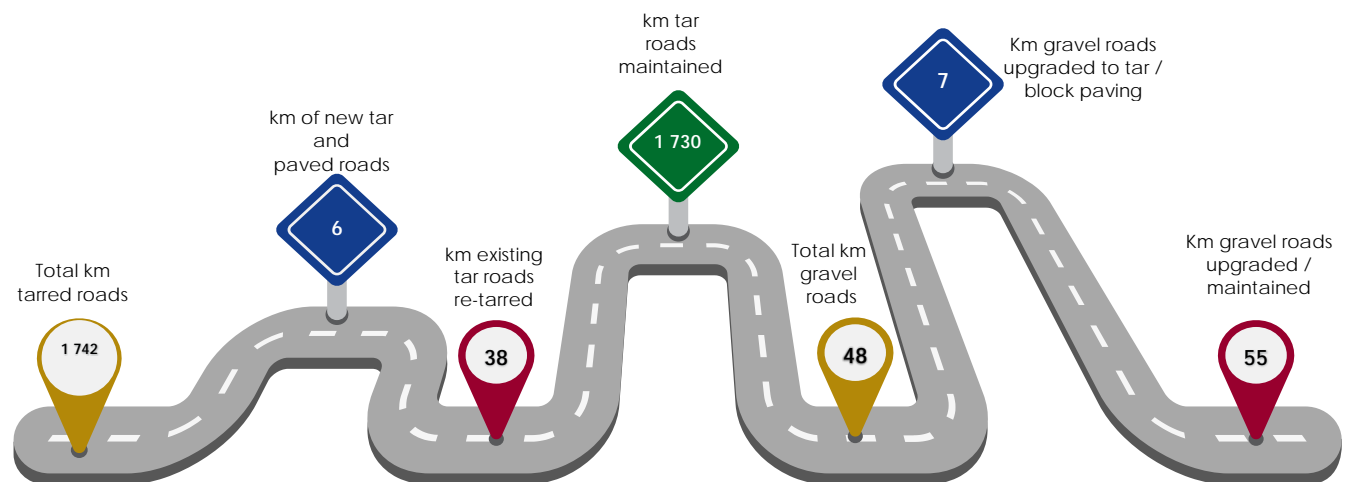 Total km
tarred roads
1 742
km of new tar
and
paved roads
6
km existing
tar roads
re-tarred
38
km tar
roads
maintained
1 730
Total km
gravel
roads
48
Km gravel roads
upgraded to tar /
block paving
7
Km gravel roads
upgraded /
maintained
55